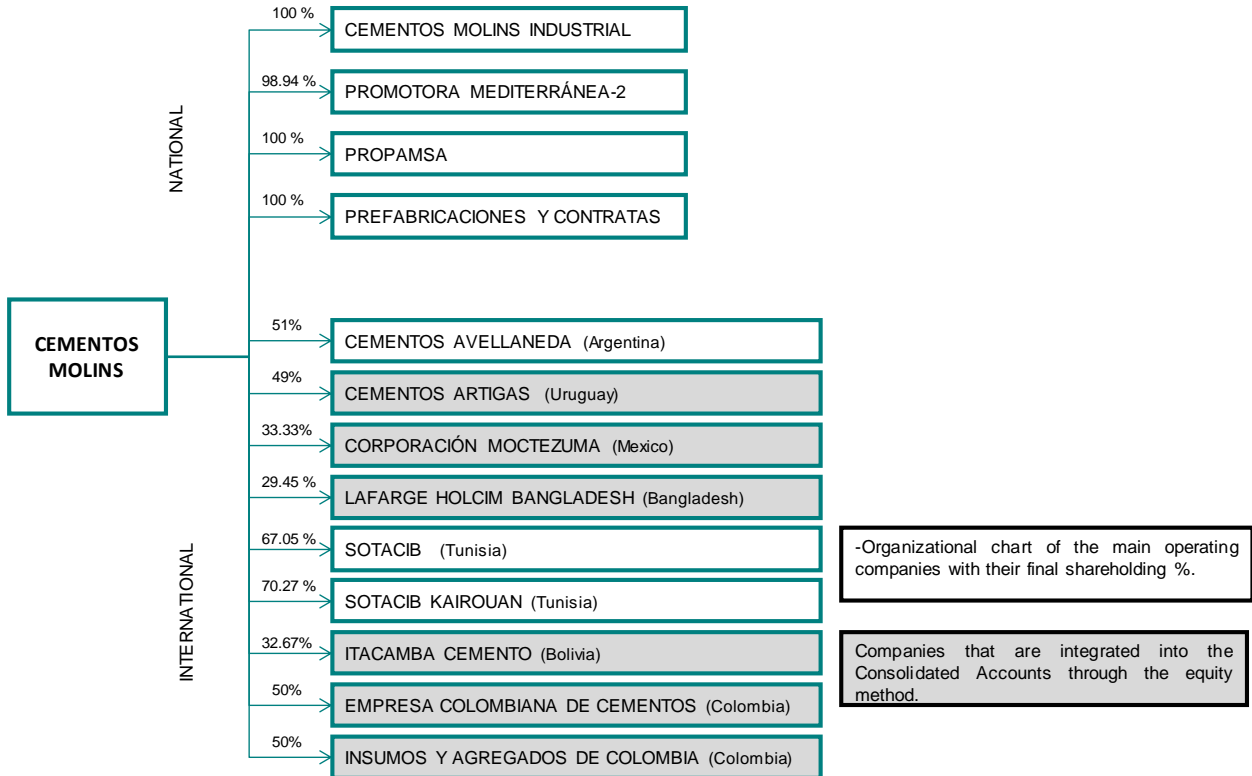 100 %
CEMENTOS MOLINS INDUSTRIAL
98.94 %
PROMOTORA MEDITERRÁNEA-2
100 %
PROPAMSA
100 %
PREFABRICACIONES Y CONTRATAS
NATIONAL
CEMENTOS
MOLINS
51%
CEMENTOS AVELLANEDA (Argentina)
49%
CEMENTOS ARTIGAS (Uruguay)
33.33%
CORPORACIÓN MOCTEZUMA (Mexico)
29.45 %
LAFARGE HOLCIM BANGLADESH (Bangladesh)
67.05 %
SOTACIB (Tunisia)
70.27 %
SOTACIB KAIROUAN (Tunisia)
32.67%
ITACAMBA CEMENTO (Bolivia)
50%
EMPRESA COLOMBIANA DE CEMENTOS (Colombia)
50%
INSUMOS Y AGREGADOS DE COLOMBIA (Colombia)
INTERNATIONAL
-Organizational chart of the main operating
companies with their final shareholding %.
Companies that are integrated into the
Consolidated Accounts through the equity
method.